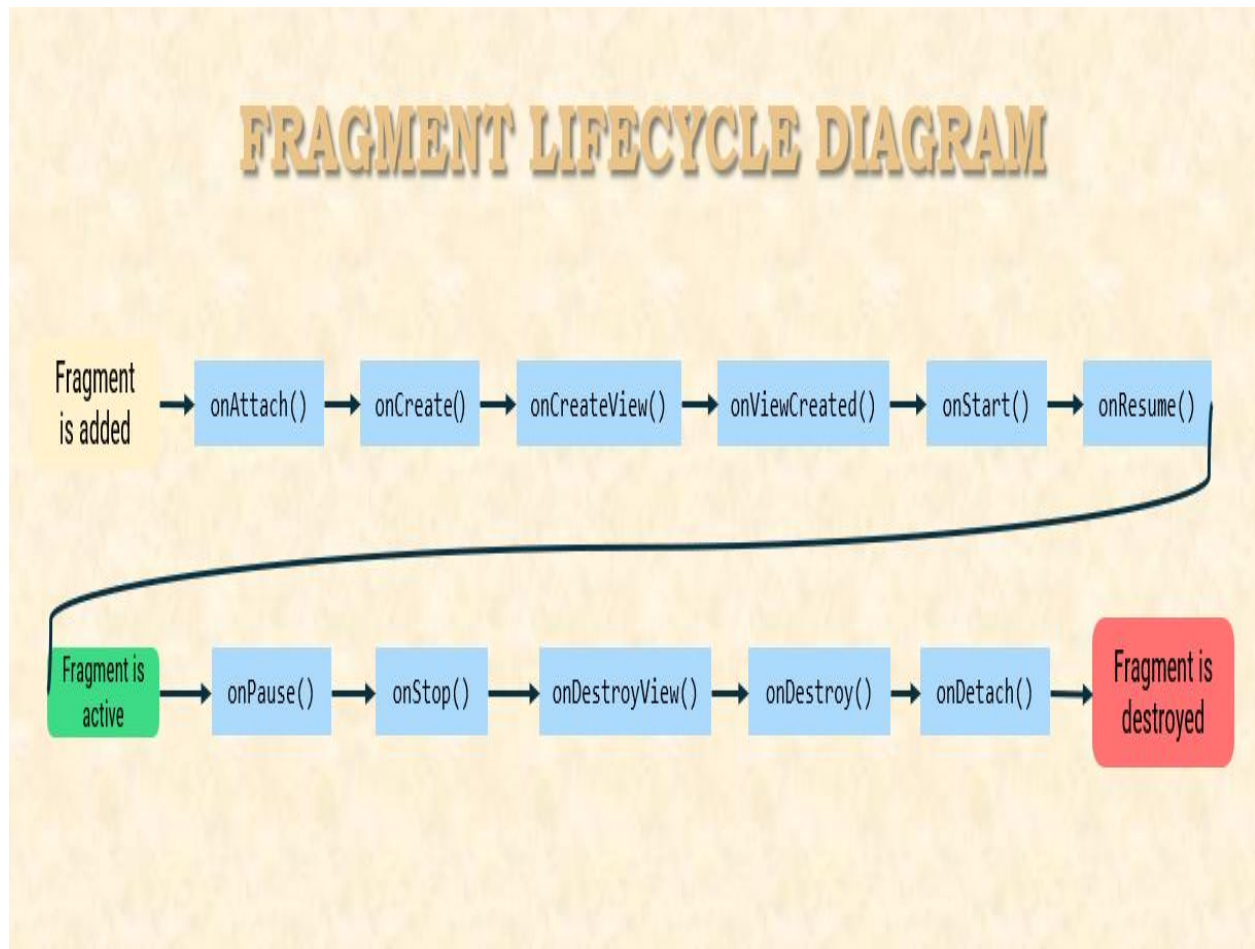 FRAGMENT LIFECYCLE DIAGRAM
Fragment
is added
onAttach()
onCreate()
onCreateView()
onViewCreated()
onStart()
onResume()
Fragment is
active
onPause()
onStop()
onDestroyView()
onDestroy()
onDetach()
Fragment is
destroyed